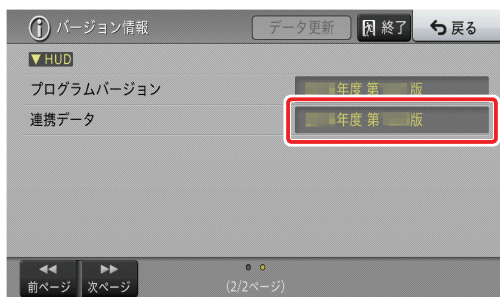 バージョン情報 データ更新 終了 戻る
▼HUD
プログラムバージョン 年度 第 版
連携データ 年度 第 版
前ページ 次ページ (2/2ページ)